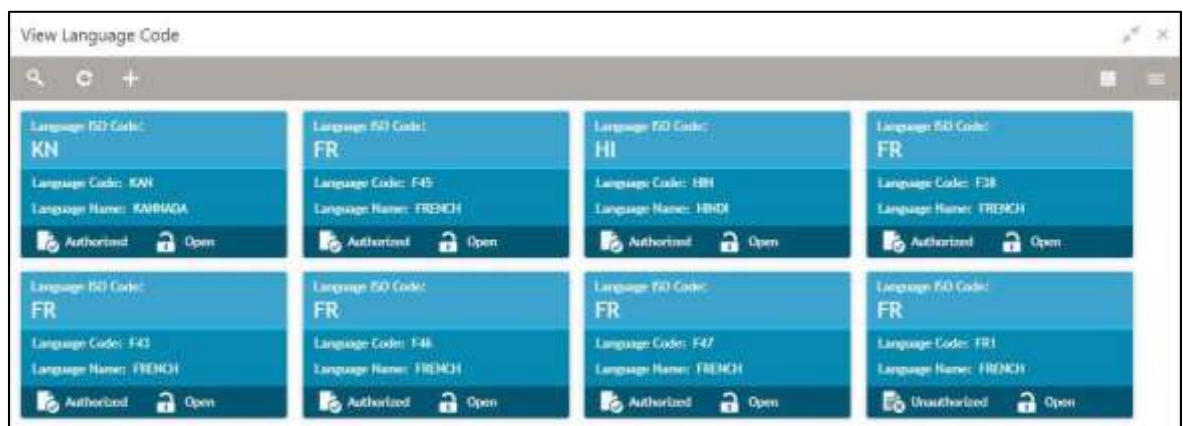 View Language Code
Language ISO Code:
KN
Language Code: KAN
Language Name: KANNADA
Authorized Open
Language ISO Code:
FR
Language Code: F45
Language Name: FRENCH
Authorized Open
Language ISO Code:
HI
Language Code: HIN
Language Name: HINDI
Authorized Open
Language ISO Code:
FR
Language Code: F38
Language Name: FRENCH
Authorized Open
Language ISO Code:
FR
Language Code: F43
Language Name: FRENCH
Authorized Open
Language ISO Code:
FR
Language Code: F46
Language Name: FRENCH
Authorized Open
Language ISO Code:
FR
Language Code: F47
Language Name: FRENCH
Authorized Open
Language ISO Code:
FR
Language Code: FR1
Language Name: FRENCH
Unauthorized Open